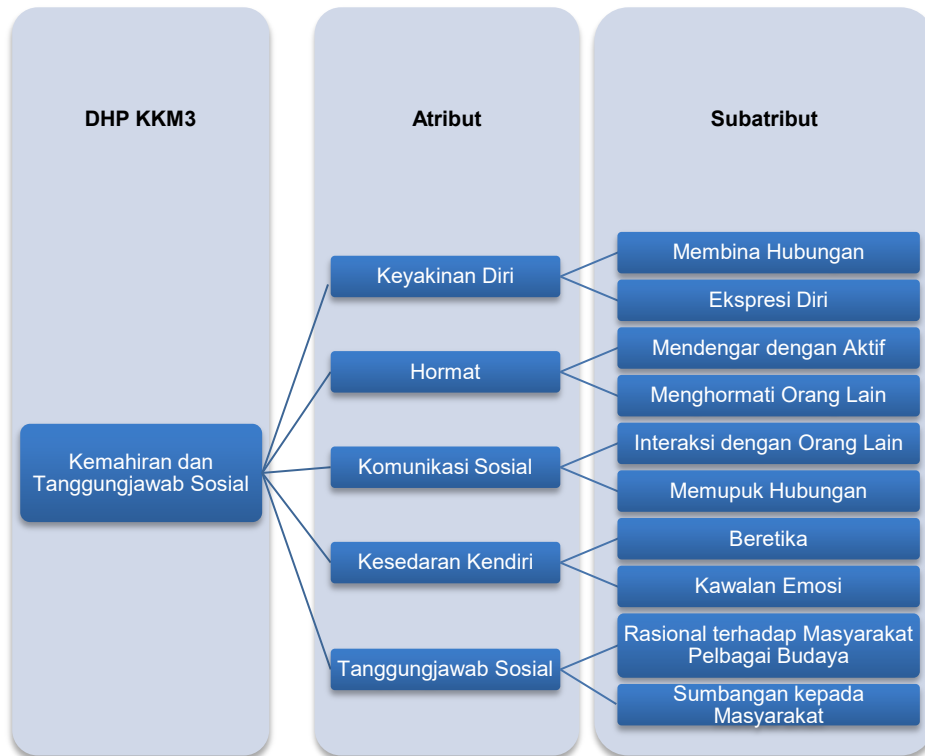 DHP KKM3
Atribut
Subatribut
Kemahiran dan
Tanggungjawab Sosial
Keyakinan Diri
Membina Hubungan
Ekspresi Diri
Hormat
Mendengar dengan Aktif
Menghormati Orang Lain
Komunikasi Sosial
Interaksi dengan Orang Lain
Memupuk Hubungan
Kesedaran Kendiri
Beretika
Kawalan Emosi
Tanggungjawab Sosial
Rasional terhadap Masyarakat
Pelbagai Budaya
Sumbangan kepada
Masyarakat